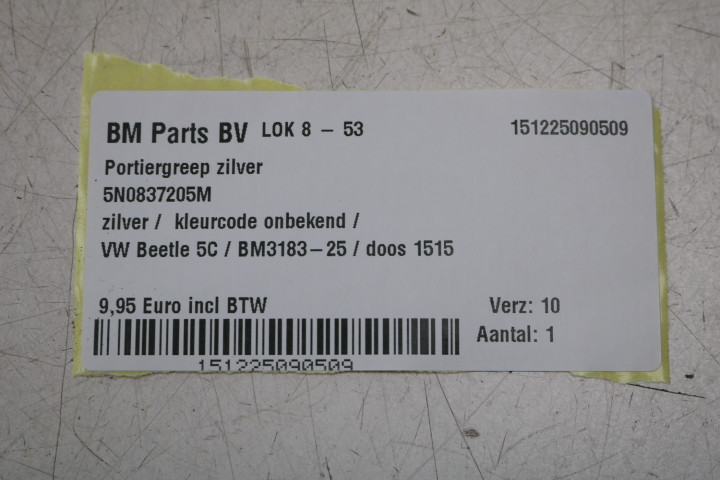 BM Parts BV LOK 8 - 53 151225090509
Portiergreep zilver
5N0837205M
zilver / kleurcode onbekend /
VW Beetle 5C / BM3183-25 / doos 1515
9,95 Euro incl BTW Verz: 10
Aantal: 1
151225090509